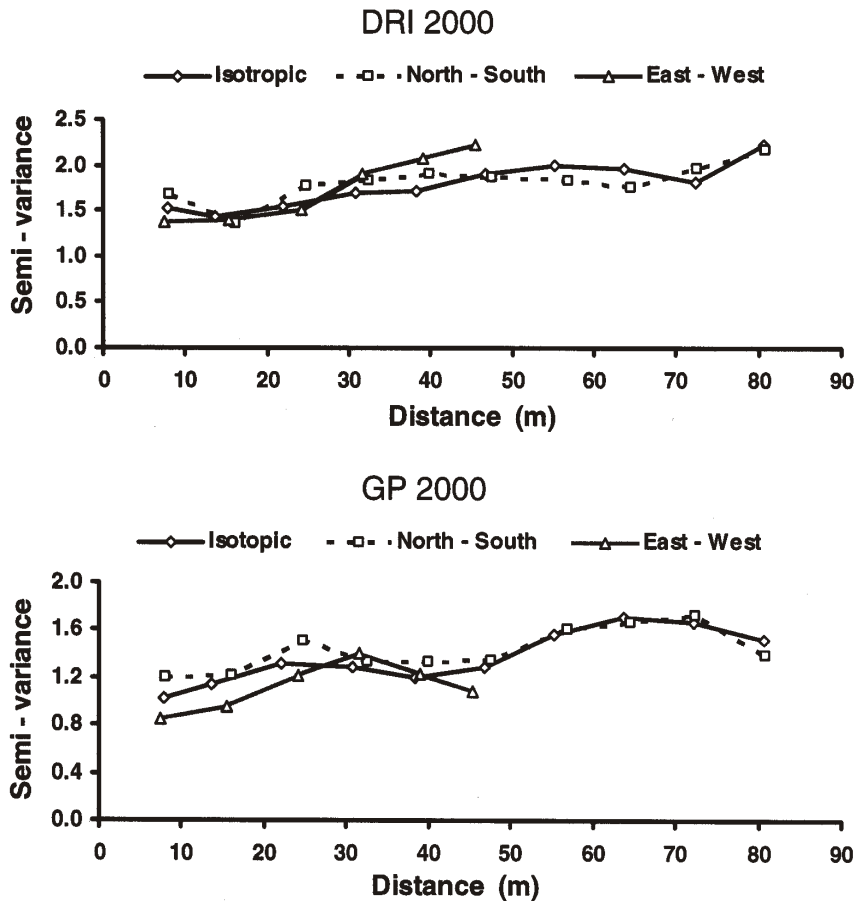 DRI 2000
Isotropic North - South East - West
2.5
2.0
1.5
1.0
0.5
0.0
Semi - variance
0 10 20 30 40 50 60 70 80 90
Distance (m)
GP 2000
Isotopic North - South East - West
2.0
1.6
1.2
0.8
0.4
0.0
Semi - variance
0 10 20 30 40 50 60 70 80 90
Distance (m)